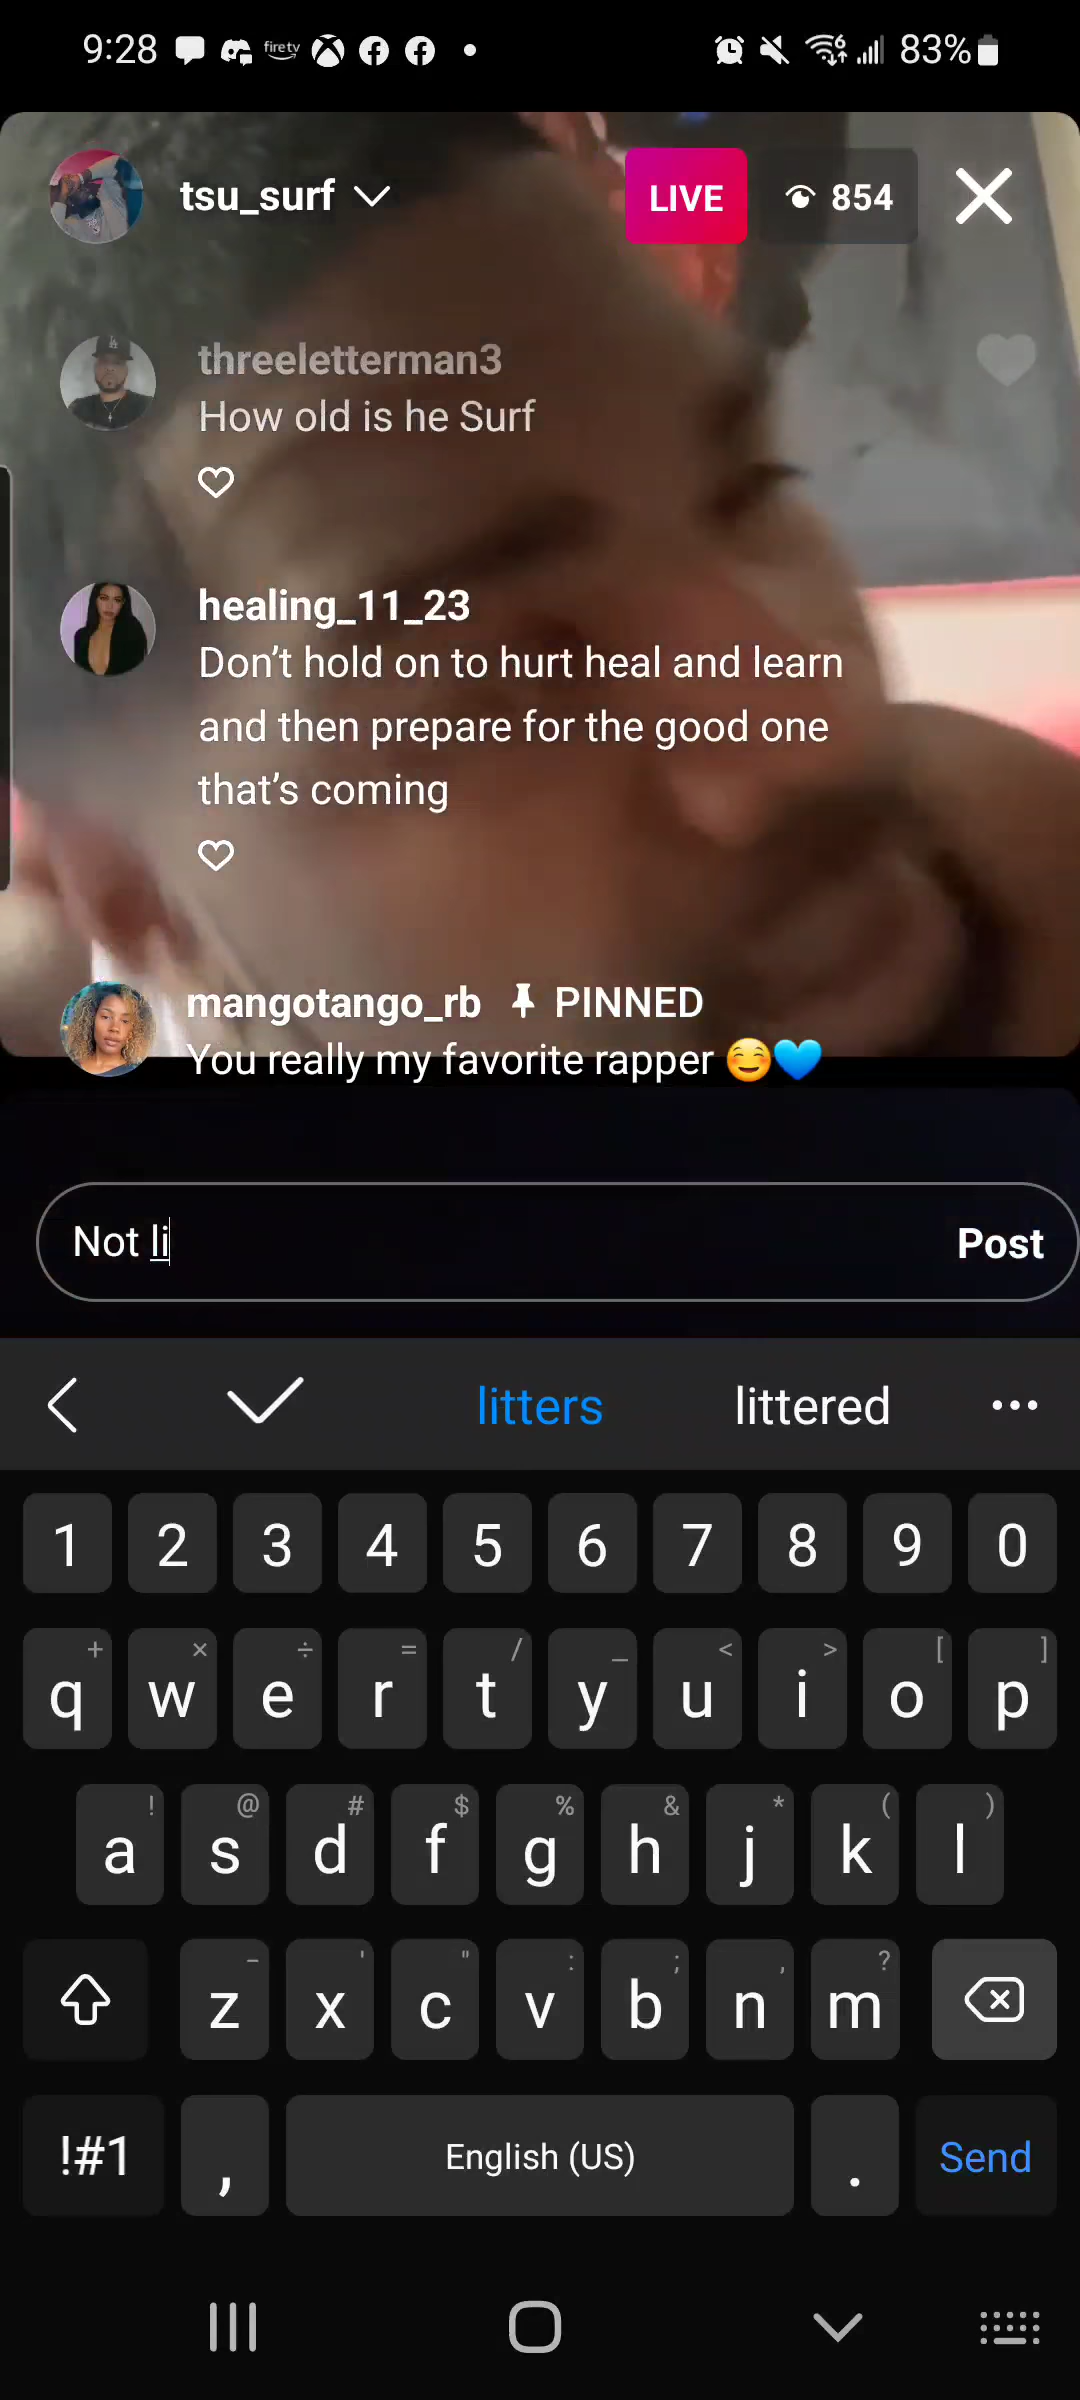 9:28 firetv 6 83%
tsu_surf LIVE 854
threeletterman3
How old is he Surf
healing_11_23
Don't hold on to hurt heal and learn
and then prepare for the good one
that's coming
mangotango_rb PINNED
You really my favorite rapper 😊💙
Not li Post
litters littered ...
1 2 3 4 5 6 7 8 9 0
+ × ÷ = / _ < > [ ]
q w e r t y u i o p
! @ # $ % & * ( )
a s d f g h j k l
- ' " : ; , ?
z x c v b n m
!#1 , English (US) . Send